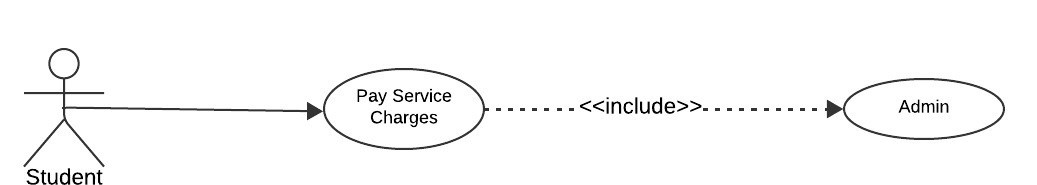 Pay Service
Charges
<<include>>
Admin
Student